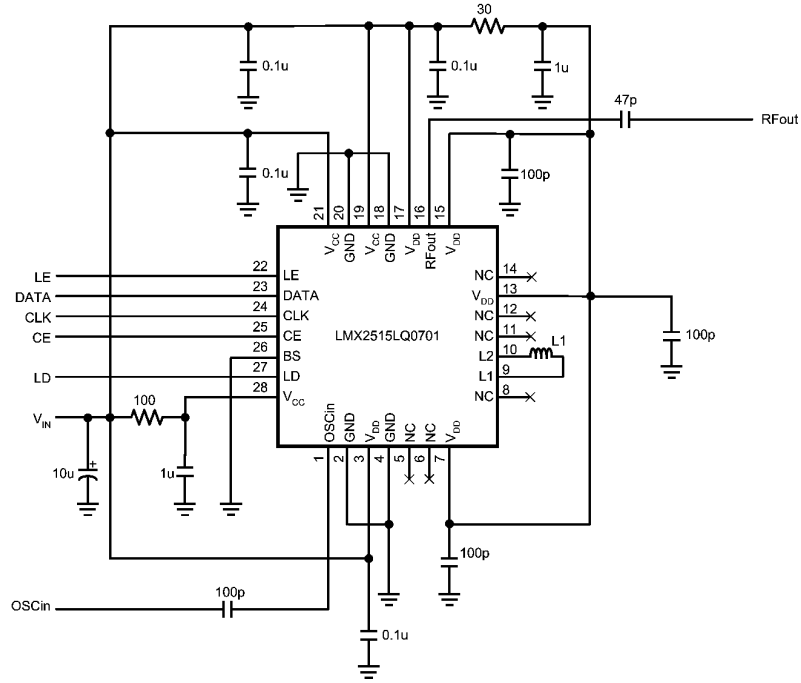 30
0.1u
0.1u
1u
47p
RFout
0.1u
100p
21 20 19 18 17 16 15
VCC GND VCC GND VDD RFout VDD
LE 22 LE NC 14
DATA 23 DATA VDD 13
CLK 24 CLK NC 12
CE 25 CE LMX2515LQ0701 NC 11 100p
26 BS L2 10 L1
LD 27 LD L1 9
28 VCC NC 8
100
VIN
OSCin GND VDD GND NC NC VDD
1 2 3 4 5 6 7
10u + 1u
100p
100p
OSCin
0.1u